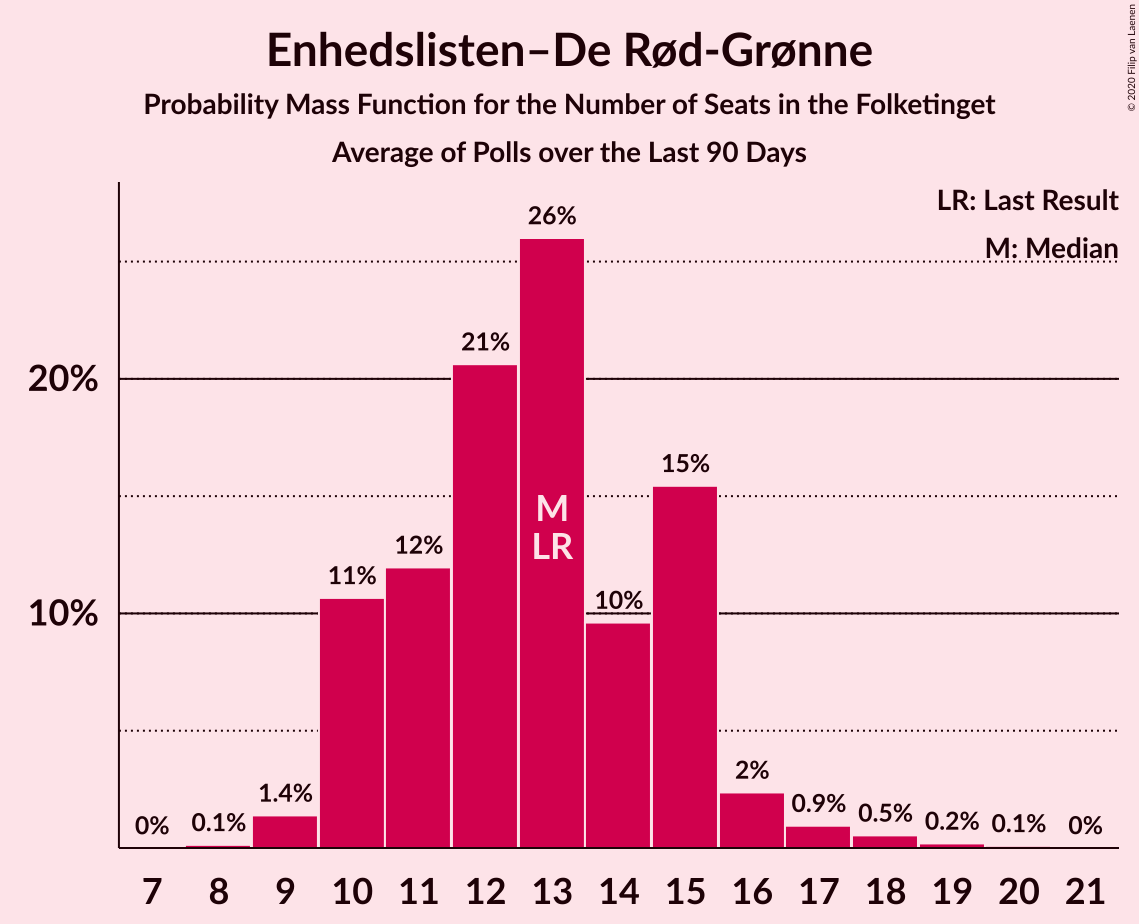 Enhedslisten–De Rød-Grønne
Probability Mass Function for the Number of Seats in the Folketinget
Average of Polls over the Last 90 Days
© 2020 Filip van Laenen
LR: Last Result
M: Median
26%
21%
20%
15%
M
LR
12%
11%
10%
10%
2%
1.4%
0.9%
0.5%
0.2%
0.1%
0.1%
0%
0%
7 8 9 10 11 12 13 14 15 16 17 18 19 20 21